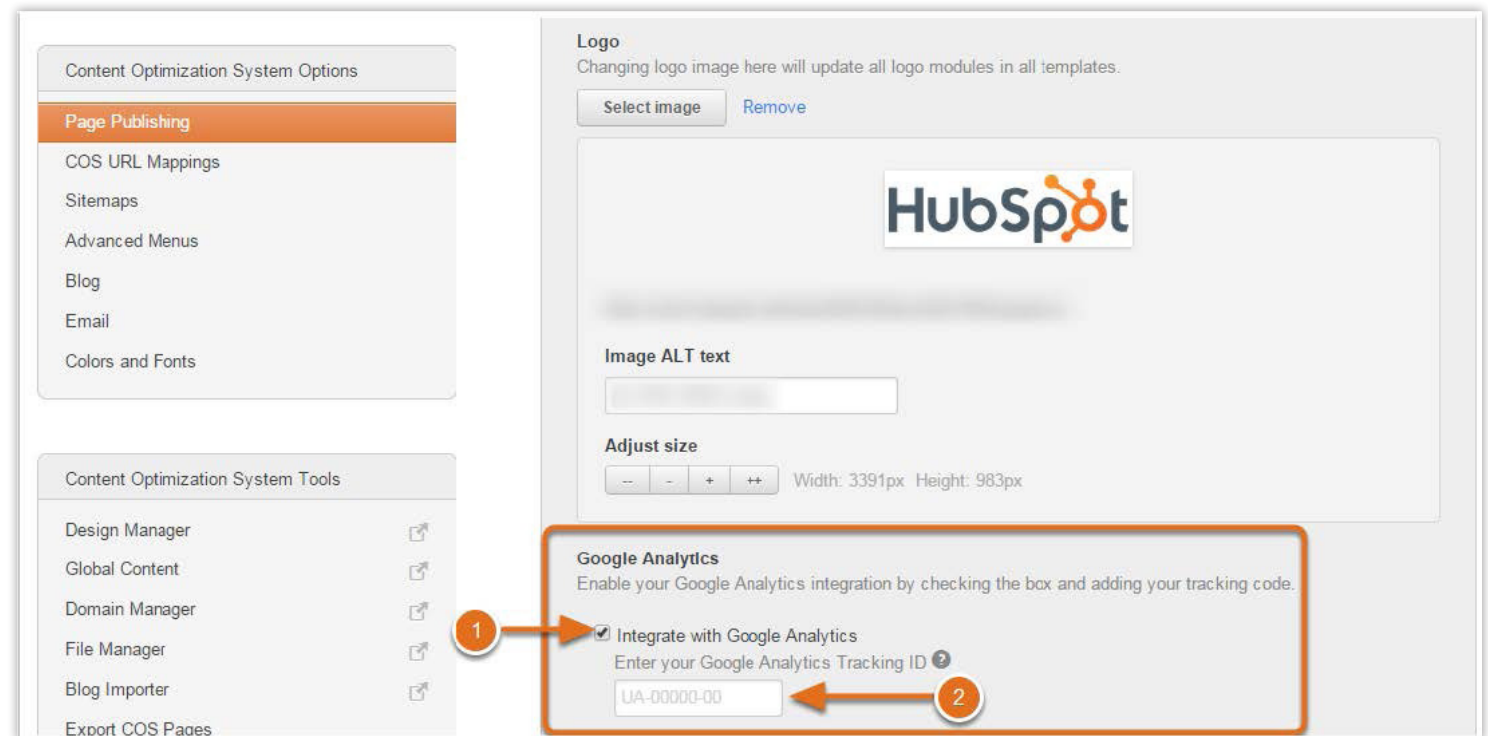 Content Optimization System Options
Page Publishing
COS URL Mappings
Sitemaps
Advanced Menus
Blog
Email
Colors and Fonts
Content Optimization System Tools
Design Manager
Global Content
Domain Manager
File Manager
Blog Importer
Export COS Pages
Logo
Changing logo image here will update all logo modules in all templates.
Select image Remove
HubSpot
Image ALT text
Adjust size
-- - + ++ Width: 3391px Height: 983px
Google Analytics
Enable your Google Analytics integration by checking the box and adding your tracking code.
1
Integrate with Google Analytics
Enter your Google Analytics Tracking ID ?
UA-00000-00
2